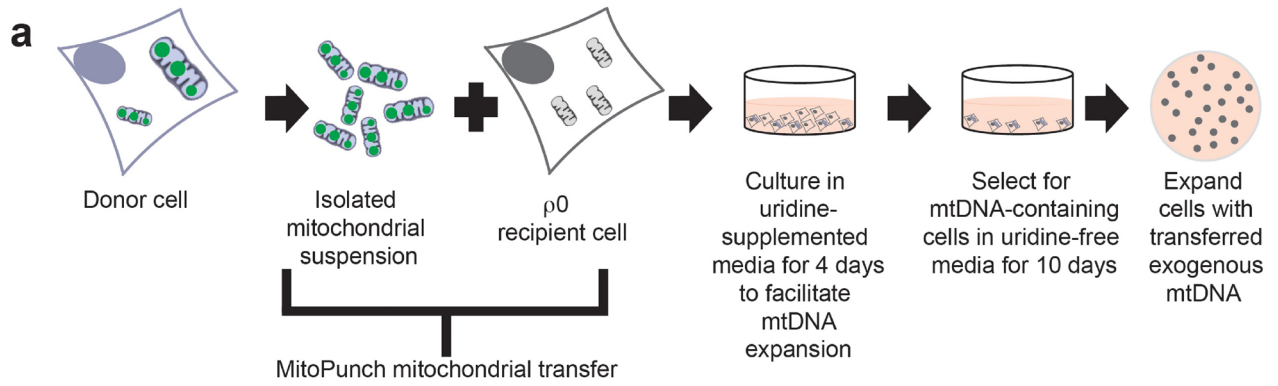 a
Donor cell
Isolated
mitochondrial
suspension
ρ0
recipient cell
MitoPunch mitochondrial transfer
Culture in
uridine-
supplemented
media for 4 days
to facilitate
mtDNA
expansion
Select for
mtDNA-containing
cells in uridine-free
media for 10 days
Expand
cells with
transferred
exogenous
mtDNA